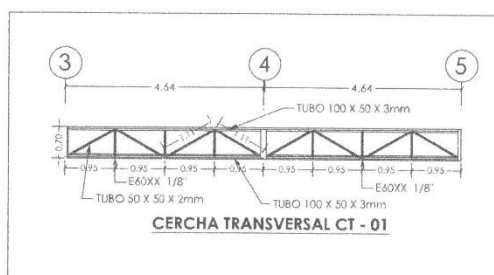 3 4 5
4.64 4.64
TUBO 100 X 50 X 3mm
0.70
0.95 0.95 0.95 0.95 0.95 0.95 0.95 0.95
E60XX 1/8" E60XX 1/8"
TUBO 50 X 50 X 2mm TUBO 100 X 50 X 3mm
CERCHA TRANSVERSAL CT - 01